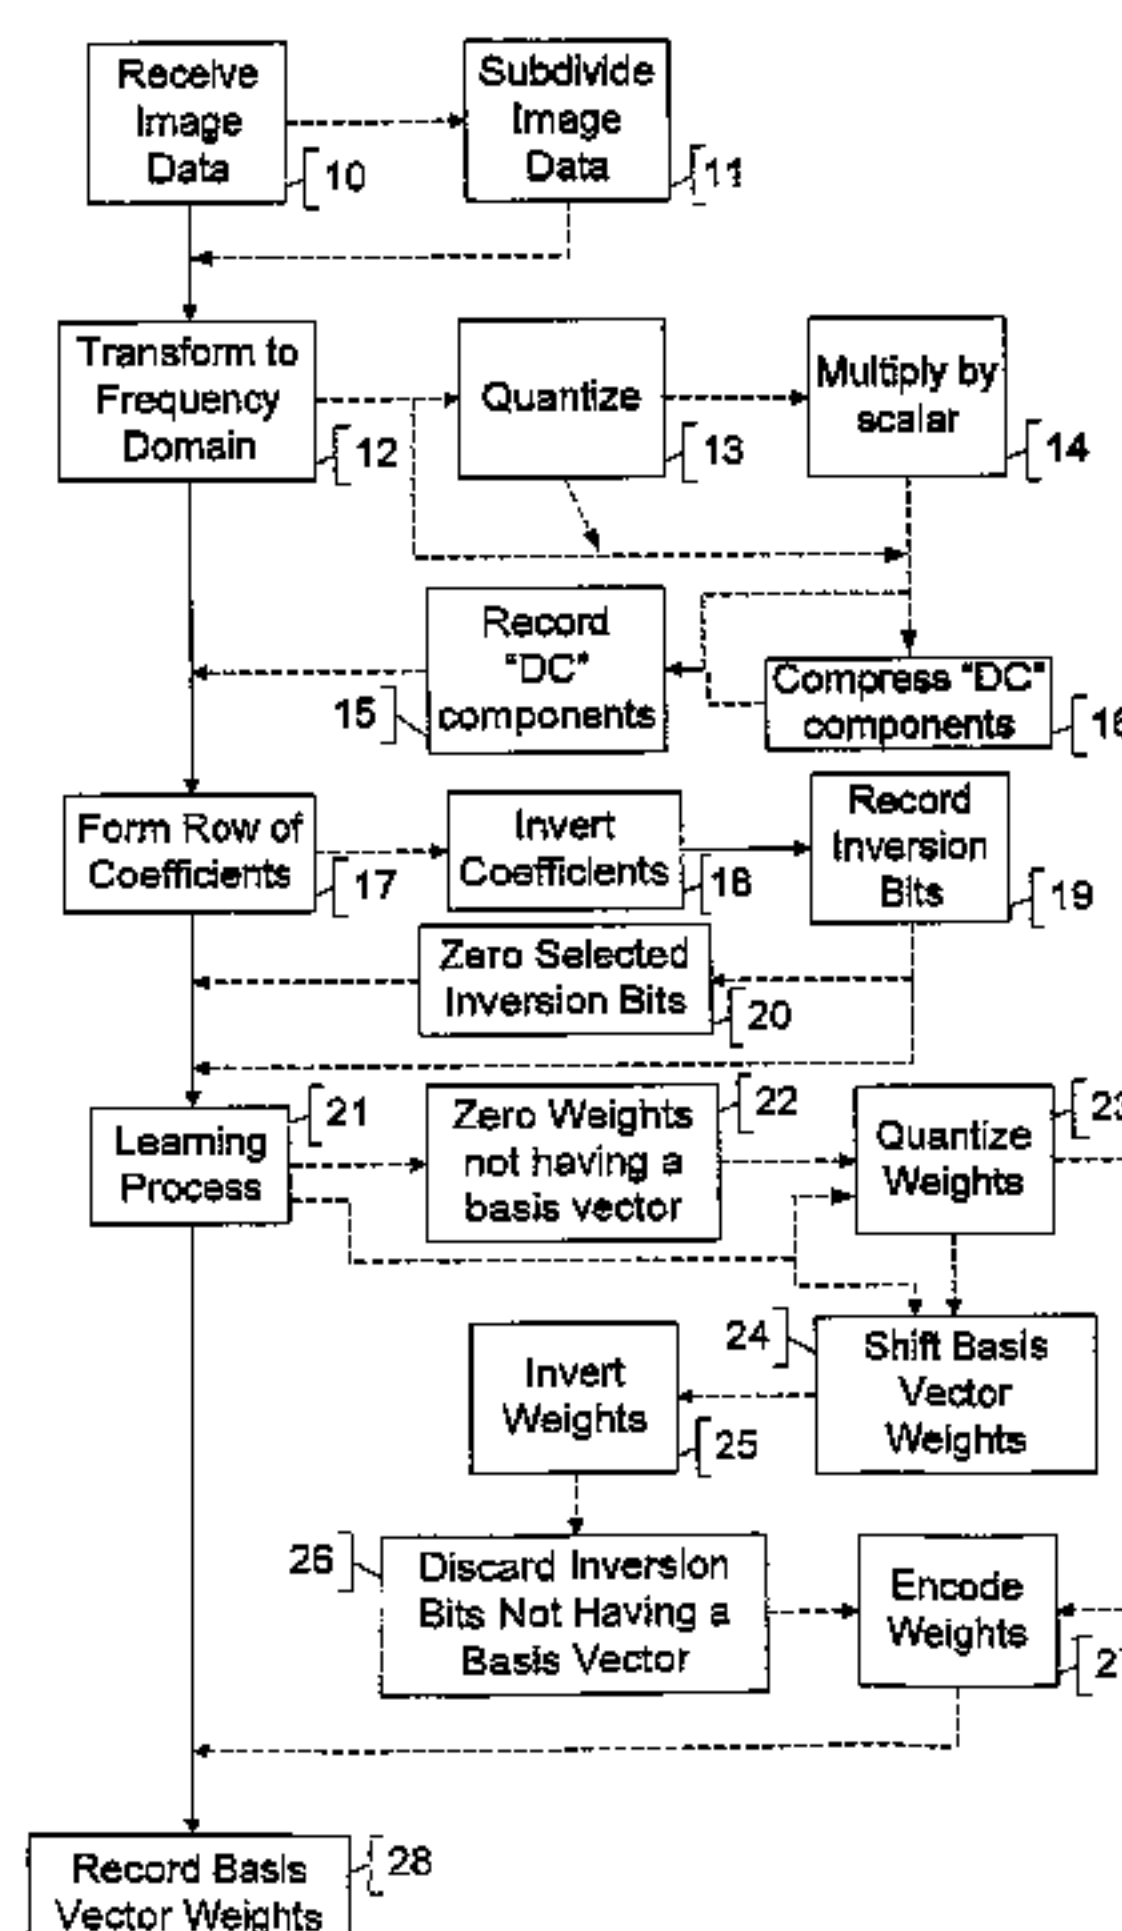 Receive
Image
Data
10
Subdivide
Image
Data
11
Transform to
Frequency
Domain
12
Quantize
13
Multiply by
scalar
14
Record
"DC"
components
15
Compress "DC"
components
16
Form Row of
Coefficients
17
Invert
Coefficients
18
Record
Inversion
Bits
19
Zero Selected
Inversion Bits
20
Learning
Process
21
Zero Weights
not having a
basis vector
22
Quantize
Weights
23
Shift Basis
Vector
Weights
24
Invert
Weights
25
Discard Inversion
Bits Not Having a
Basis Vector
26
Encode
Weights
2
Record Basis
Vector Weights
28